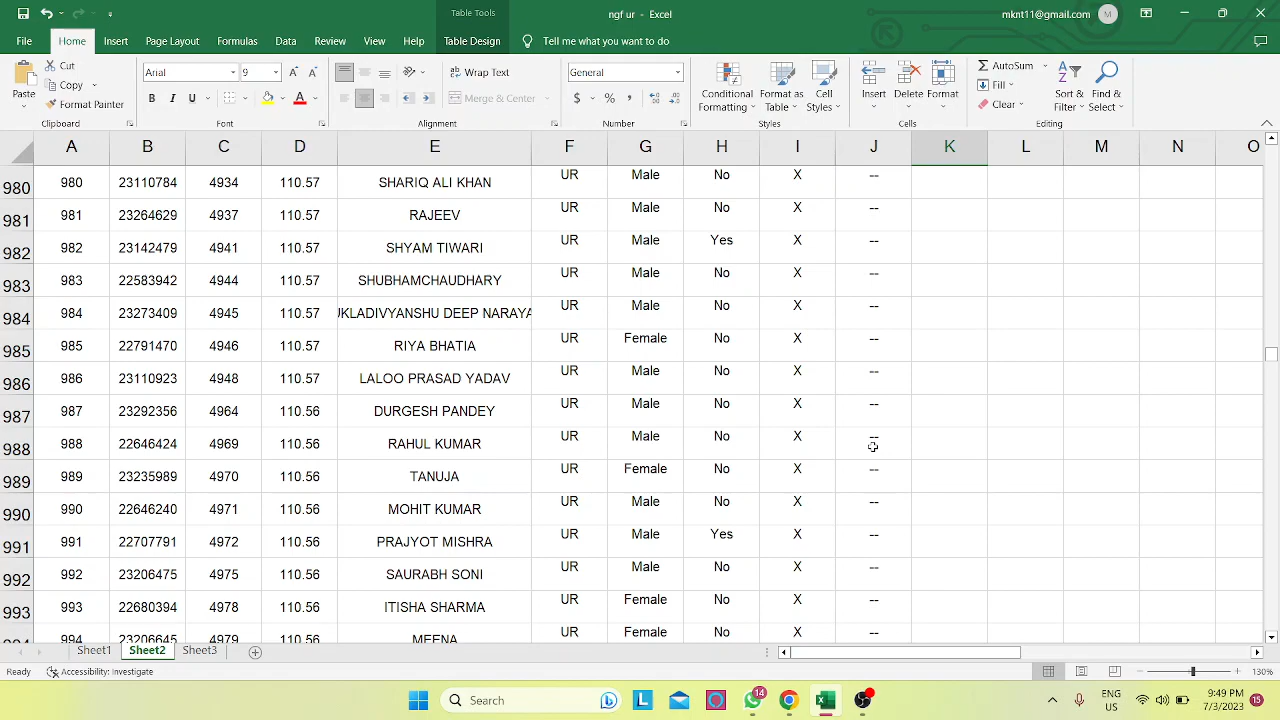 Table Tools
ngf ur - Excel
mknt11@gmail.com
M
File
Home
Insert
Page Layout
Formulas
Data
Review
View
Help
Table Design
Tell me what you want to do
Paste
Cut
Copy
Format Painter
Clipboard
Arial
9
B I U
Font
Wrap Text
Merge & Center
Alignment
General
$ % ,
Number
Conditional Formatting
Format as Table
Cell Styles
Styles
Insert
Delete
Format
Cells
AutoSum
Fill
Clear
Sort & Filter
Find & Select
Editing
A B C D E F G H I J K L M N O
980 980 23110784 4934 110.57 SHARIQ ALI KHAN UR Male No X --
981 981 23264629 4937 110.57 RAJEEV UR Male No X --
982 982 23142479 4941 110.57 SHYAM TIWARI UR Male Yes X --
983 983 22583942 4944 110.57 SHUBHAMCHAUDHARY UR Male No X --
984 984 23273409 4945 110.57 UKLADIVYANSHU DEEP NARAYA UR Male No X --
985 985 22791470 4946 110.57 RIYA BHATIA UR Female No X --
986 986 23110923 4948 110.57 LALOO PRASAD YADAV UR Male No X --
987 987 23292356 4964 110.56 DURGESH PANDEY UR Male No X --
988 988 22646424 4969 110.56 RAHUL KUMAR UR Male No X --
989 989 23235989 4970 110.56 TANUJA UR Female No X --
990 990 22646240 4971 110.56 MOHIT KUMAR UR Male No X --
991 991 22707791 4972 110.56 PRAJYOT MISHRA UR Male Yes X --
992 992 23206475 4975 110.56 SAURABH SONI UR Male No X --
993 993 22680394 4978 110.56 ITISHA SHARMA UR Female No X --
994 994 23206645 4979 110.56 MEENA UR Female No X --
Sheet1 Sheet2 Sheet3
Ready
Accessibility: Investigate
130%
Search
14
ENG
US
9:49 PM
7/3/2023
15